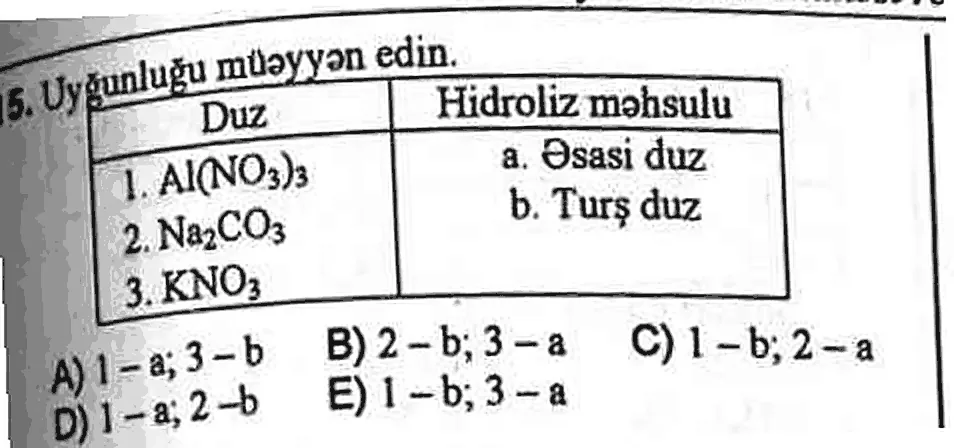 15. Uyğunluğu müəyyən edin.
Duz Hidroliz məhsulu
1. Al(NO₃)₃ a. Əsasi duz
2. Na₂CO₃ b. Turş duz
3. KNO₃
A) 1 – a; 3 – b B) 2 – b; 3 – a C) 1 – b; 2 – a
D) 1 – a; 2 –b E) 1 – b; 3 – a